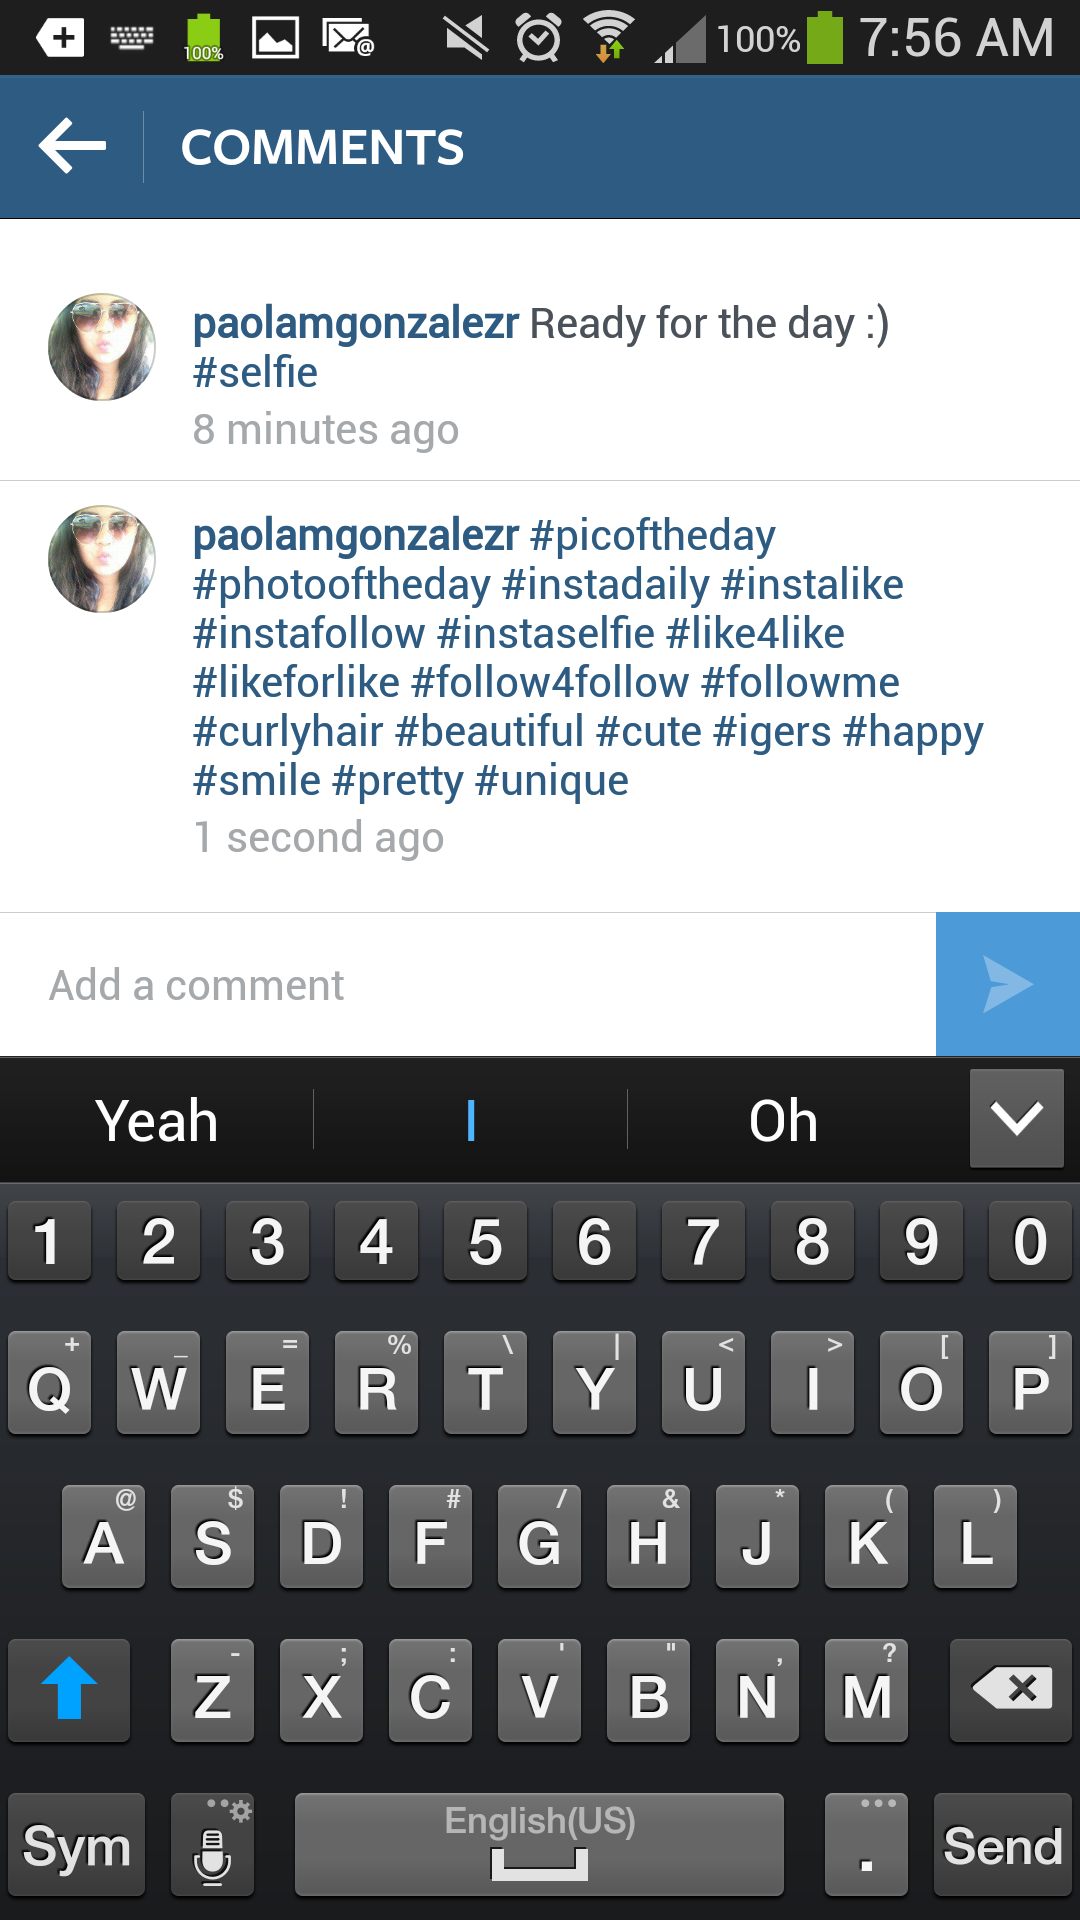 100% 100% 7:56 AM
COMMENTS
paolamgonzalezr Ready for the day :)
#selfie
8 minutes ago
paolamgonzalezr #picoftheday
#photooftheday #instadaily #instalike
#instafollow #instaselfie #like4like
#likeforlike #follow4follow #followme
#curlyhair #beautiful #cute #igers #happy
#smile #pretty #unique
1 second ago
Add a comment
Yeah I Oh
1 2 3 4 5 6 7 8 9 0
+ _ = % \ | < > [ ]
Q W E R T Y U I O P
@ $ ! # / & * ( )
A S D F G H J K L
- ; : ' " , ?
Z X C V B N M
English(US)
Sym . Send